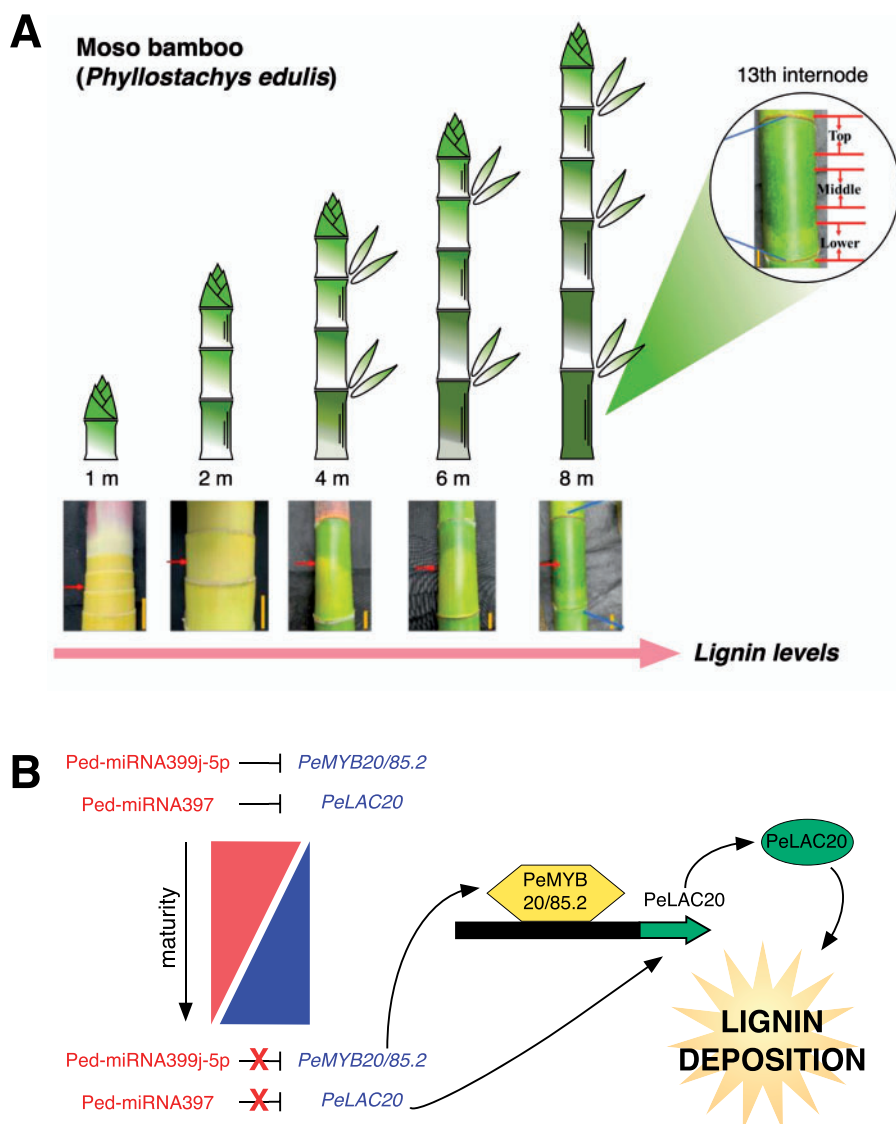 A
Moso bamboo
(Phyllostachys edulis)
13th internode
Top
Middle
Lower
1 m
2 m
4 m
6 m
8 m
Lignin levels
B
Ped-miRNA399j-5p
PeMYB20/85.2
Ped-miRNA397
PeLAC20
maturity
PeMYB
20/85.2
PeLAC20
PeLAC20
LIGNIN
DEPOSITION
Ped-miRNA399j-5p
X
PeMYB20/85.2
Ped-miRNA397
X
PeLAC20